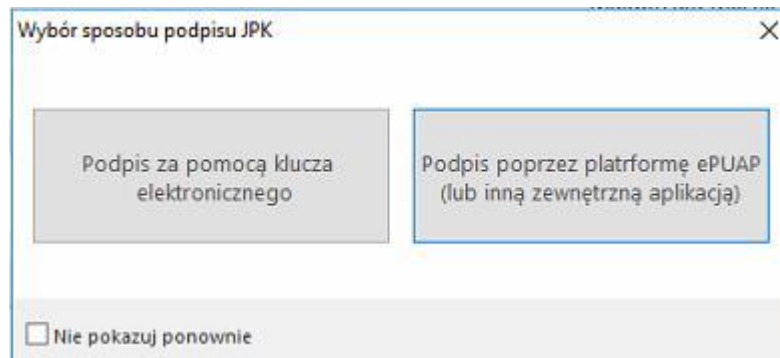 Wybór sposobu podpisu JPK
Podpis za pomocą klucza
elektronicznego
Podpis poprzez platrformę ePUAP
(lub inną zewnętrzną aplikacją)
Nie pokazuj ponownie